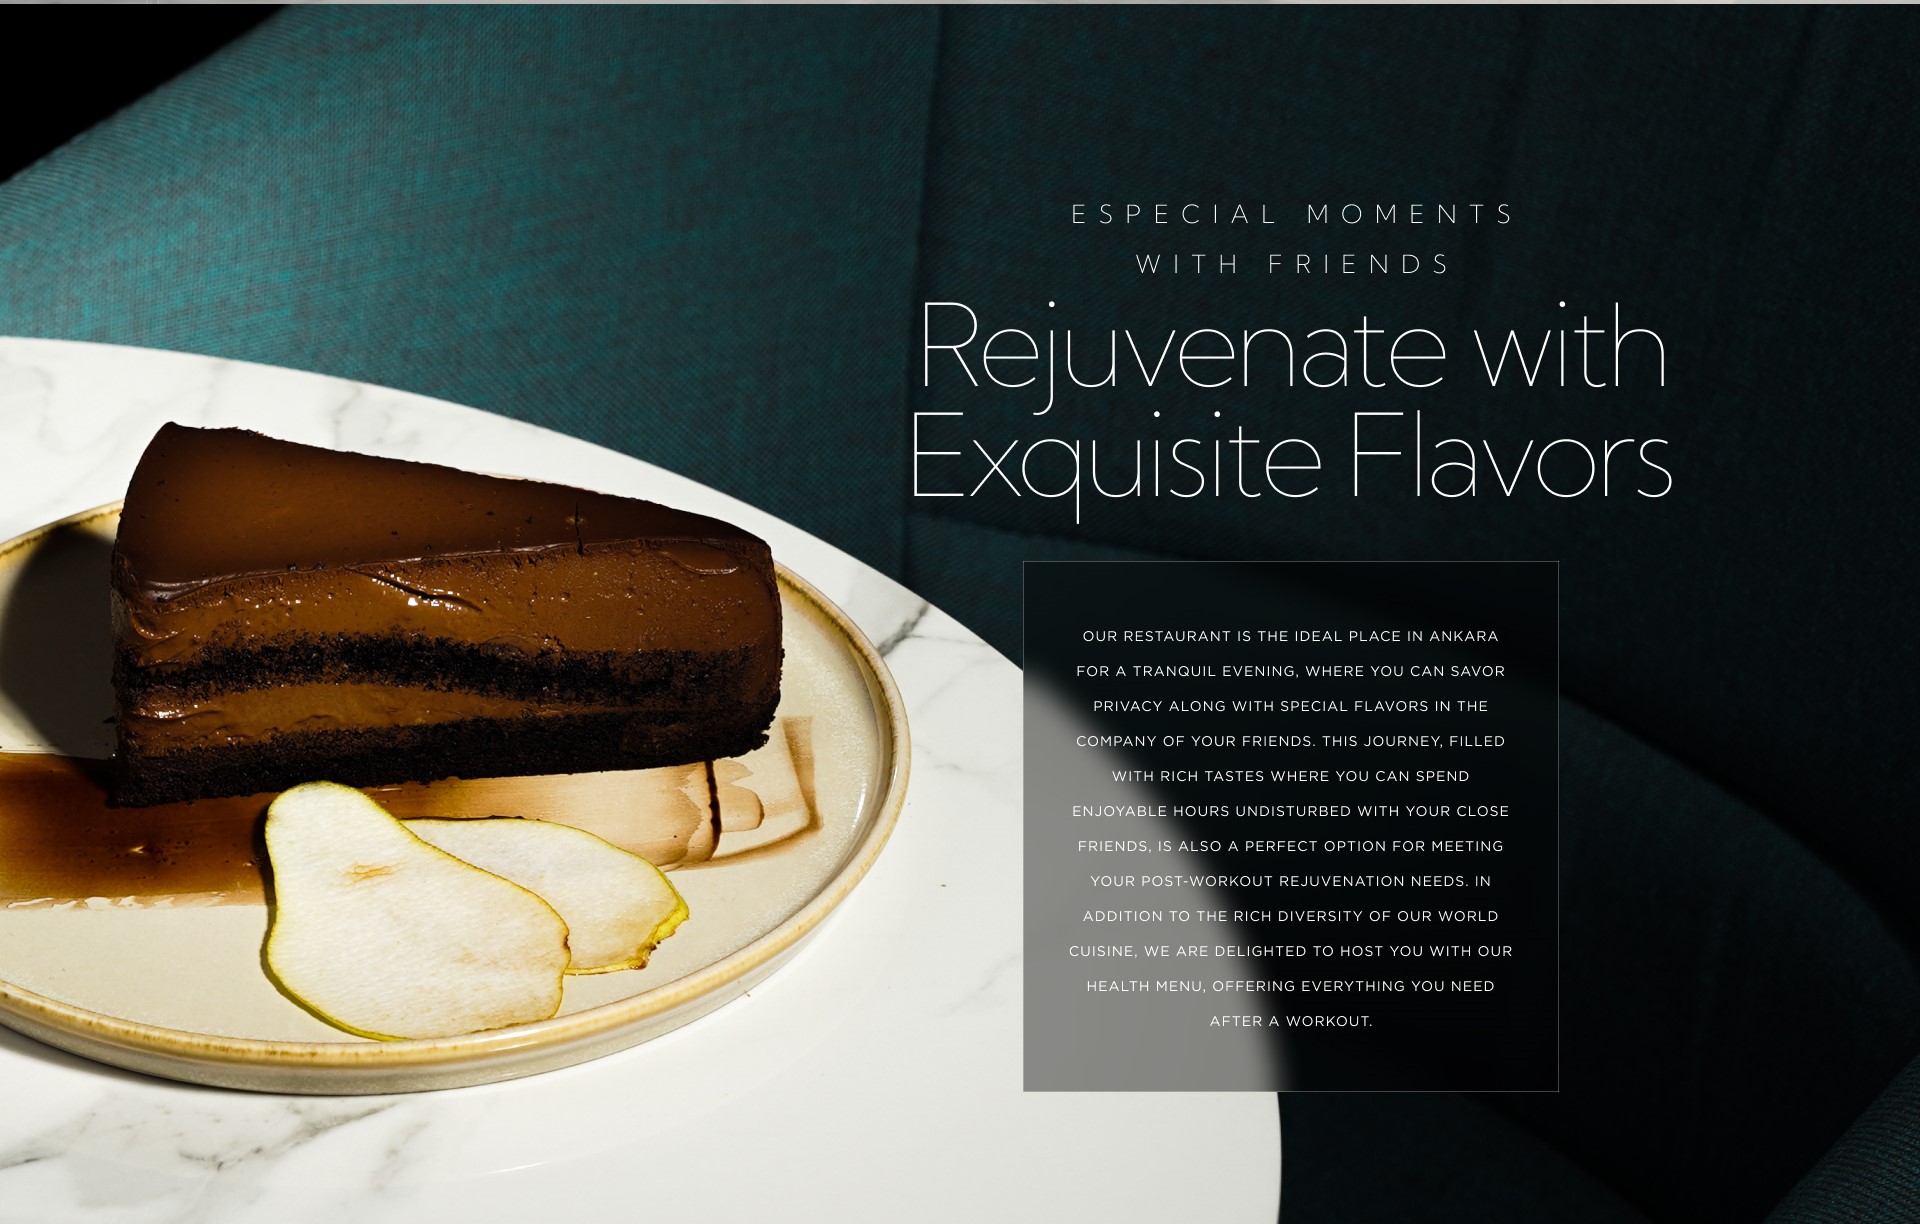 ESPECIAL MOMENTS
WITH FRIENDS
Rejuvenate with
Exquisite Flavors
OUR RESTAURANT IS THE IDEAL PLACE IN ANKARA
FOR A TRANQUIL EVENING, WHERE YOU CAN SAVOR
PRIVACY ALONG WITH SPECIAL FLAVORS IN THE
COMPANY OF YOUR FRIENDS. THIS JOURNEY, FILLED
WITH RICH TASTES WHERE YOU CAN SPEND
ENJOYABLE HOURS UNDISTURBED WITH YOUR CLOSE
FRIENDS, IS ALSO A PERFECT OPTION FOR MEETING
YOUR POST-WORKOUT REJUVENATION NEEDS. IN
ADDITION TO THE RICH DIVERSITY OF OUR WORLD
CUISINE, WE ARE DELIGHTED TO HOST YOU WITH OUR
HEALTH MENU, OFFERING EVERYTHING YOU NEED
AFTER A WORKOUT.